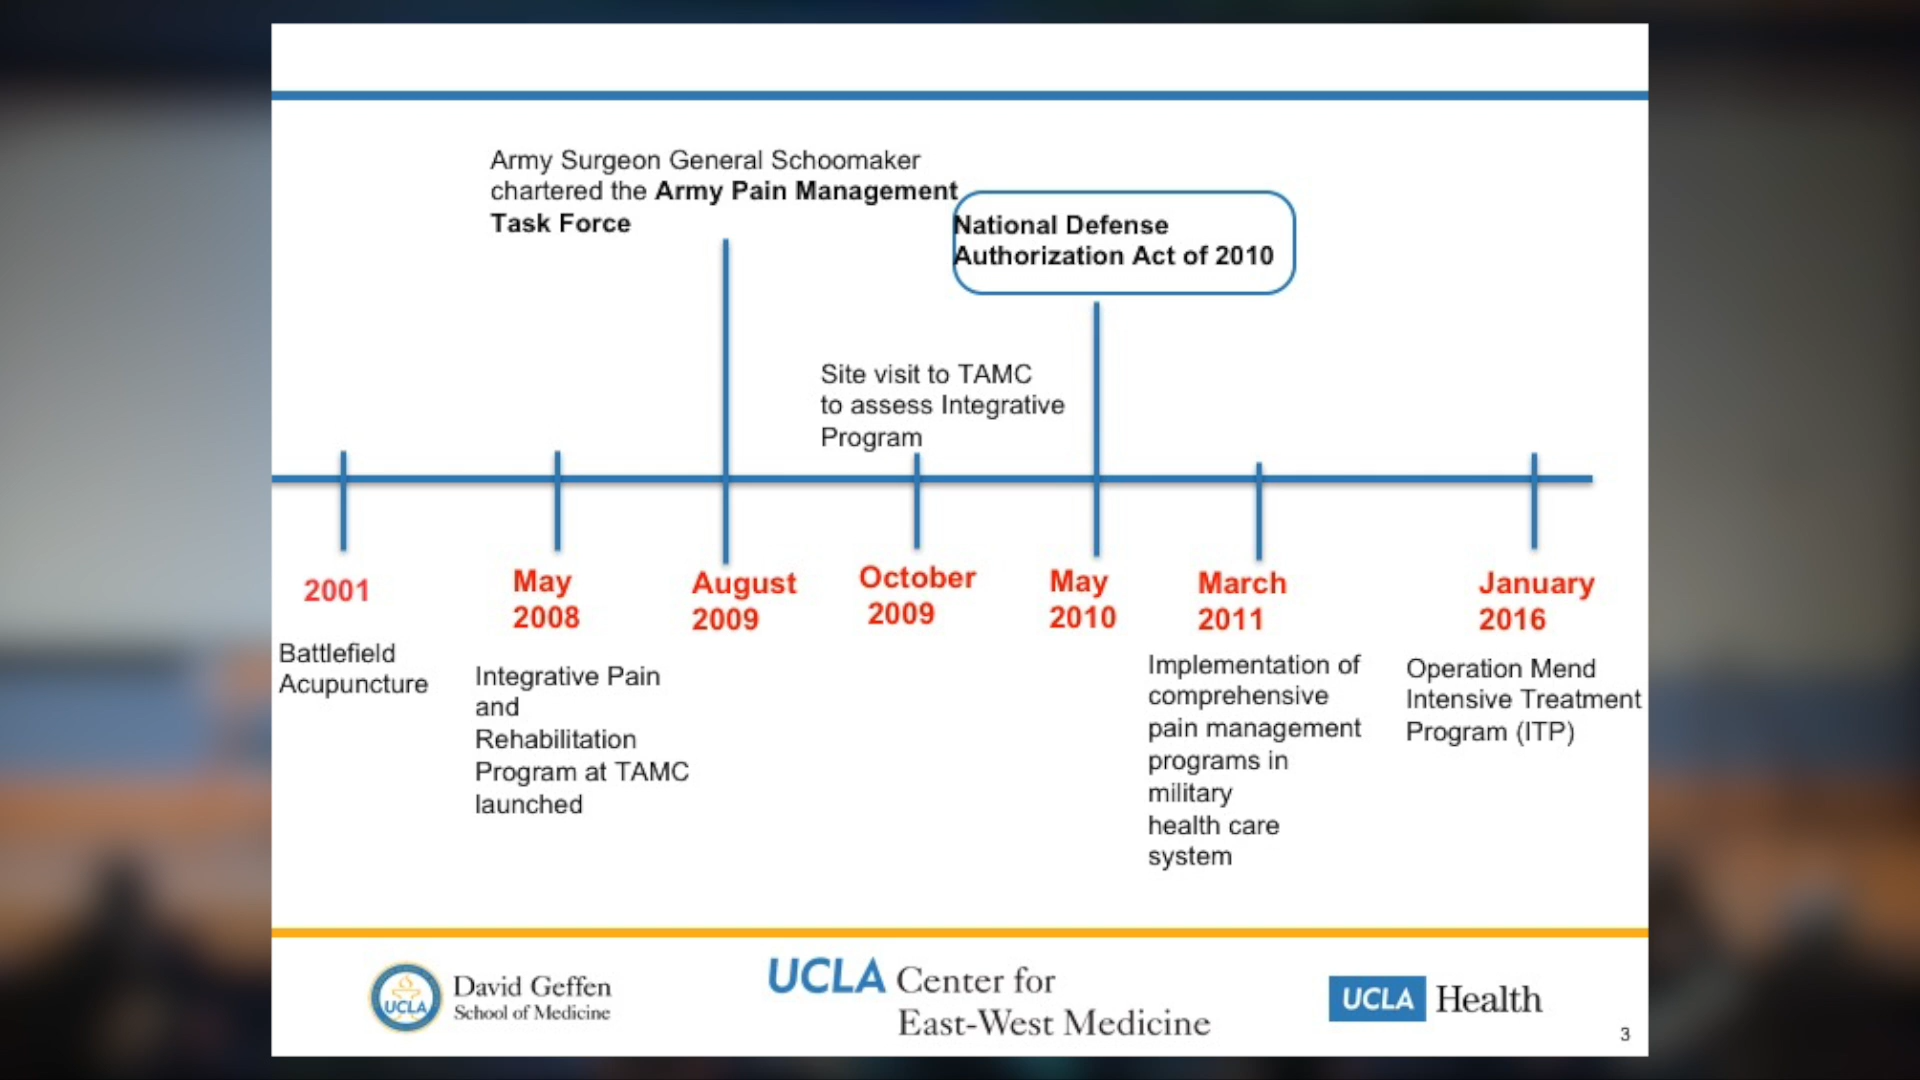 Army Surgeon General Schoomaker
chartered the Army Pain Management
Task Force
National Defense
Authorization Act of 2010
Site visit to TAMC
to assess Integrative
Program
2001
Battlefield
Acupuncture
May
2008
Integrative Pain
and
Rehabilitation
Program at TAMC
launched
August
2009
October
2009
May
2010
March
2011
Implementation of
comprehensive
pain management
programs in
military
health care
system
January
2016
Operation Mend
Intensive Treatment
Program (ITP)
UCLA
David Geffen
School of Medicine
UCLA Center for
East-West Medicine
UCLA Health
3